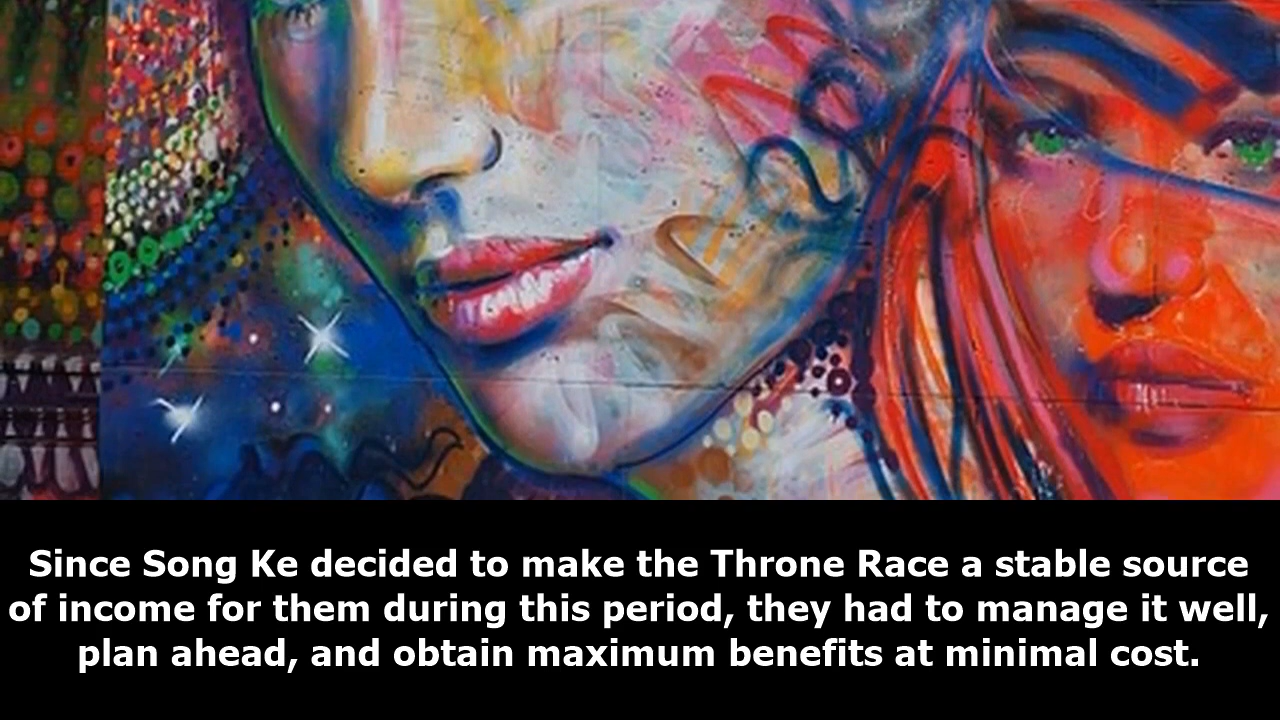 Since Song Ke decided to make the Throne Race a stable source
of income for them during this period, they had to manage it well,
plan ahead, and obtain maximum benefits at minimal cost.